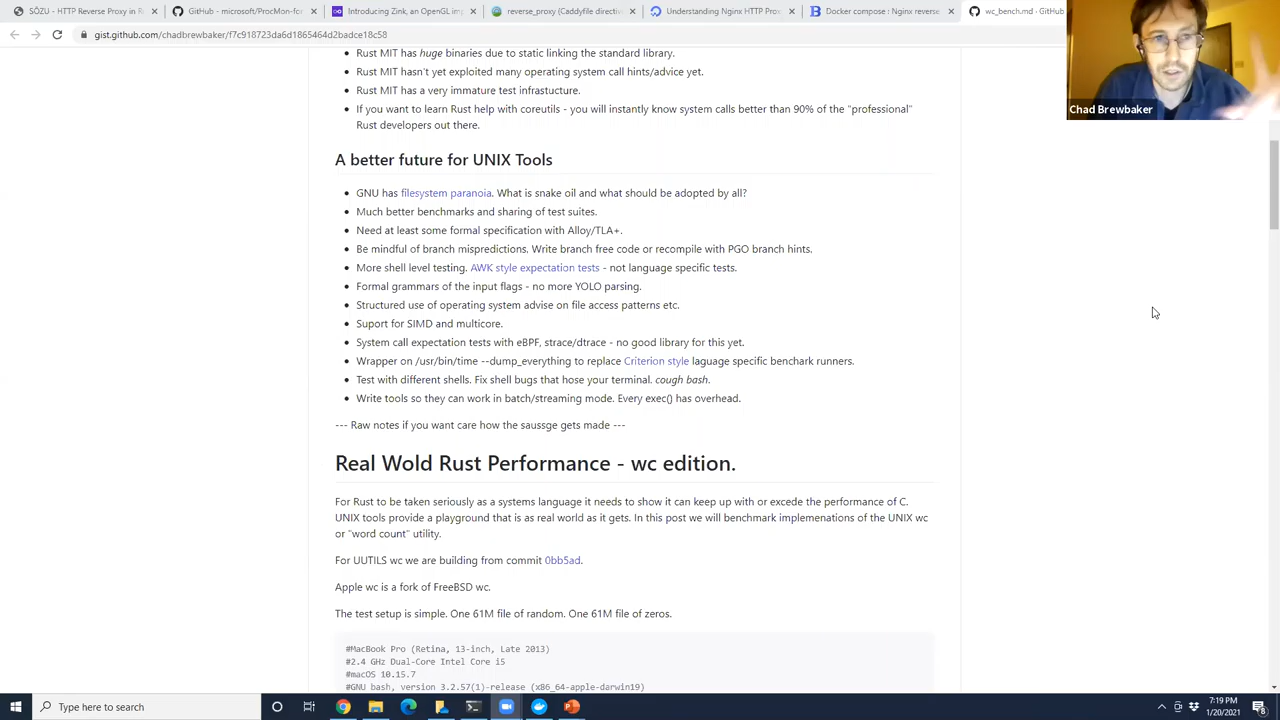 SŌZU - HTTP Reverse Proxy in R
GitHub - microsoft/ProcMon-fo
Introducing Zink, an OpenGL im
reverse_proxy (Caddyfile directiv
Understanding Nginx HTTP Prox
Docker compose : Nginx reverse
wc_bench.md · GitHu
gist.github.com/chadbrewbaker/f7c918723da6d1865464d2badce18c58
Rust MIT has huge binaries due to static linking the standard library.
Rust MIT hasn't yet exploited many operating system call hints/advice yet.
Rust MIT has a very immature test infrastucture.
If you want to learn Rust help with coreutils - you will instantly know system calls better than 90% of the "professional"
Rust developers out there.
Chad Brewbaker
A better future for UNIX Tools
GNU has filesystem paranoia. What is snake oil and what should be adopted by all?
Much better benchmarks and sharing of test suites.
Need at least some formal specification with Alloy/TLA+.
Be mindful of branch mispredictions. Write branch free code or recompile with PGO branch hints.
More shell level testing. AWK style expectation tests - not language specific tests.
Formal grammars of the input flags - no more YOLO parsing.
Structured use of operating system advise on file access patterns etc.
Suport for SIMD and multicore.
System call expectation tests with eBPF, strace/dtrace - no good library for this yet.
Wrapper on /usr/bin/time --dump_everything to replace Criterion style laguage specific benchark runners.
Test with different shells. Fix shell bugs that hose your terminal. cough bash.
Write tools so they can work in batch/streaming mode. Every exec() has overhead.
--- Raw notes if you want care how the saussge gets made ---
Real Wold Rust Performance - wc edition.
For Rust to be taken seriously as a systems language it needs to show it can keep up with or excede the performance of C.
UNIX tools provide a playground that is as real world as it gets. In this post we will benchmark implemenations of the UNIX wc
or "word count" utility.
For UUTILS wc we are building from commit 0bb5ad.
Apple wc is a fork of FreeBSD wc.
The test setup is simple. One 61M file of random. One 61M file of zeros.
#MacBook Pro (Retina, 13-inch, Late 2013)
#2.4 GHz Dual-Core Intel Core i5
#macOS 10.15.7
#GNU bash, version 3.2.57(1)-release (x86_64-apple-darwin19)
Type here to search
7:19 PM
1/20/2021
8